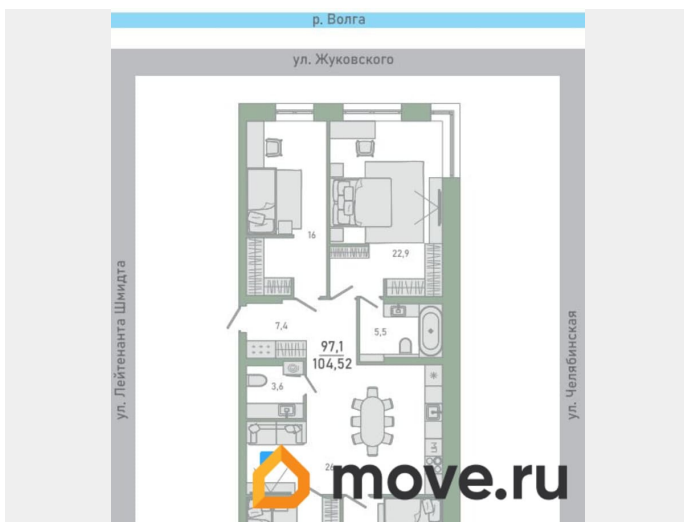 р. Волга
ул. Жуковского
ул. Лейтенанта Шмидта
ул. Челябинская
16
22,9
7,4
5,5
97,1
104,52
3,6
move.ru